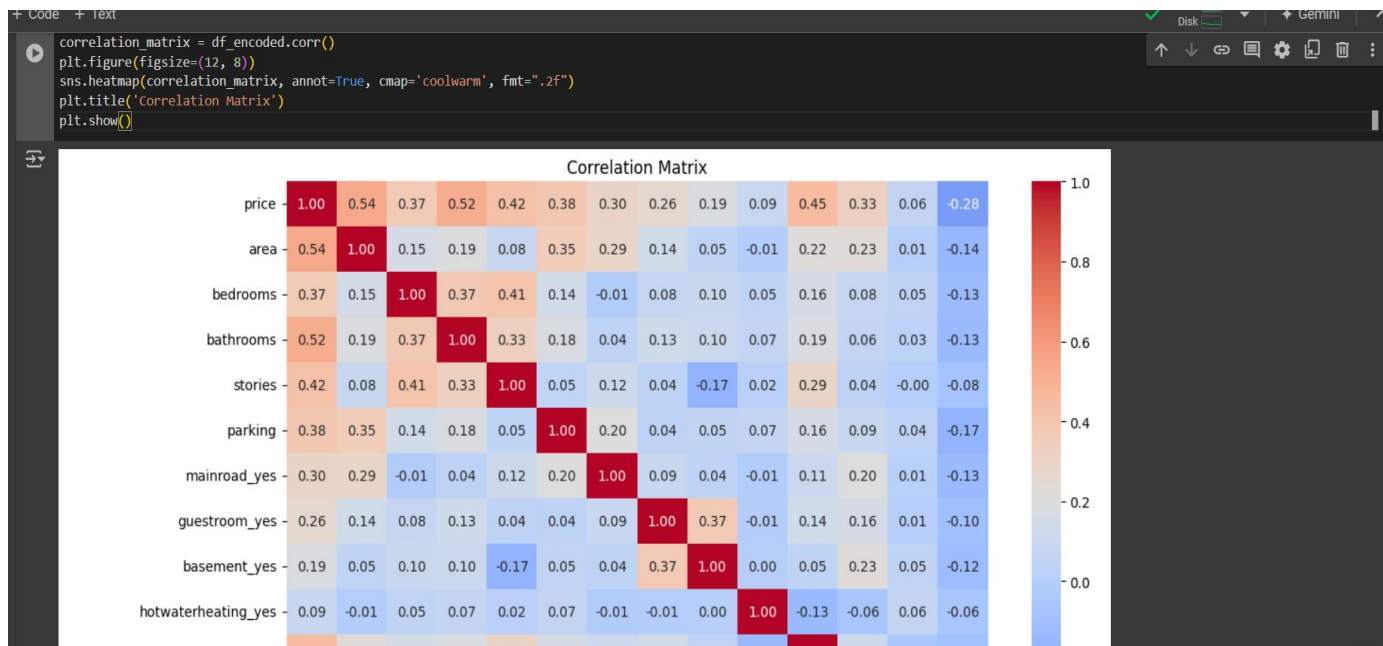 + Code + Text
Disk
Gemini
correlation_matrix = df_encoded.corr()
plt.figure(figsize=(12, 8))
sns.heatmap(correlation_matrix, annot=True, cmap='coolwarm', fmt=".2f")
plt.title('Correlation Matrix')
plt.show()
Correlation Matrix
price 1.00 0.54 0.37 0.52 0.42 0.38 0.30 0.26 0.19 0.09 0.45 0.33 0.06 -0.28
area 0.54 1.00 0.15 0.19 0.08 0.35 0.29 0.14 0.05 -0.01 0.22 0.23 0.01 -0.14
bedrooms 0.37 0.15 1.00 0.37 0.41 0.14 -0.01 0.08 0.10 0.05 0.16 0.08 0.05 -0.13
bathrooms 0.52 0.19 0.37 1.00 0.33 0.18 0.04 0.13 0.10 0.07 0.19 0.06 0.03 -0.13
stories 0.42 0.08 0.41 0.33 1.00 0.05 0.12 0.04 -0.17 0.02 0.29 0.04 -0.00 -0.08
parking 0.38 0.35 0.14 0.18 0.05 1.00 0.20 0.04 0.05 0.07 0.16 0.09 0.04 -0.17
mainroad_yes 0.30 0.29 -0.01 0.04 0.12 0.20 1.00 0.09 0.04 -0.01 0.11 0.20 0.01 -0.13
guestroom_yes 0.26 0.14 0.08 0.13 0.04 0.04 0.09 1.00 0.37 -0.01 0.14 0.16 0.01 -0.10
basement_yes 0.19 0.05 0.10 0.10 -0.17 0.05 0.04 0.37 1.00 0.00 0.05 0.23 0.05 -0.12
hotwaterheating_yes 0.09 -0.01 0.05 0.07 0.02 0.07 -0.01 -0.01 0.00 1.00 -0.13 -0.06 0.06 -0.06
1.0
0.8
0.6
0.4
0.2
0.0